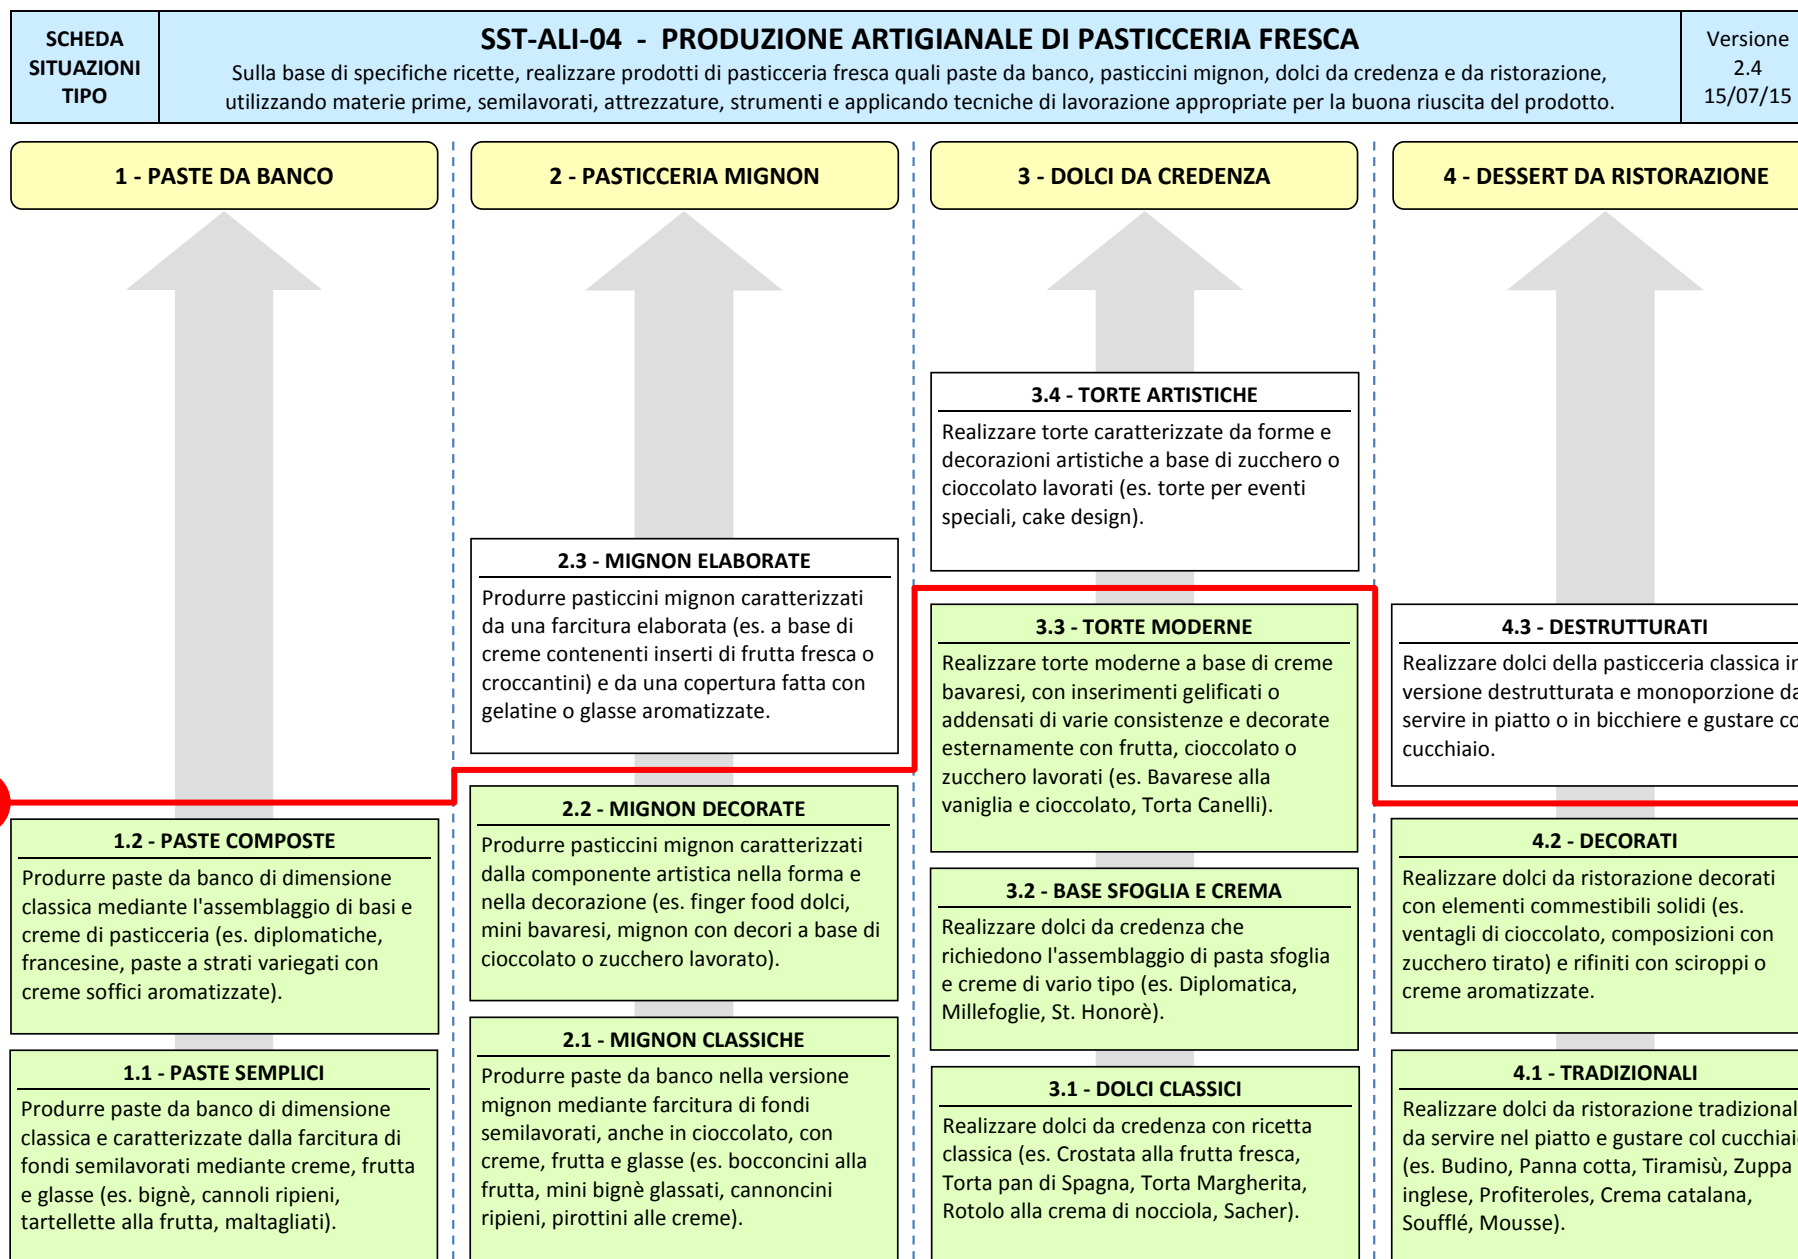 SCHEDA
SITUAZIONI
TIPO
SST-ALI-04 - PRODUZIONE ARTIGIANALE DI PASTICCERIA FRESCA
Sulla base di specifiche ricette, realizzare prodotti di pasticceria fresca quali paste da banco, pasticcini mignon, dolci da credenza e da ristorazione,
utilizzando materie prime, semilavorati, attrezzature, strumenti e applicando tecniche di lavorazione appropriate per la buona riuscita del prodotto.
Versione
2.4
15/07/15
1 - PASTE DA BANCO
1.2 - PASTE COMPOSTE
Produrre paste da banco di dimensione
classica mediante l'assemblaggio di basi e
creme di pasticceria (es. diplomatiche,
francesine, paste a strati variegati con
creme soffici aromatizzate).
1.1 - PASTE SEMPLICI
Produrre paste da banco di dimensione
classica e caratterizzate dalla farcitura di
fondi semilavorati mediante creme, frutta
e glasse (es. bignè, cannoli ripieni,
tartellette alla frutta, maltagliati).
2 - PASTICCERIA MIGNON
2.3 - MIGNON ELABORATE
Produrre pasticcini mignon caratterizzati
da una farcitura elaborata (es. a base di
creme contenenti inserti di frutta fresca o
croccantini) e da una copertura fatta con
gelatine o glasse aromatizzate.
2.2 - MIGNON DECORATE
Produrre pasticcini mignon caratterizzati
dalla componente artistica nella forma e
nella decorazione (es. finger food dolci,
mini bavaresi, mignon con decori a base di
cioccolato o zucchero lavorato).
2.1 - MIGNON CLASSICHE
Produrre paste da banco nella versione
mignon mediante farcitura di fondi
semilavorati, anche in cioccolato, con
creme, frutta e glasse (es. bocconcini alla
frutta, mini bignè glassati, cannoncini
ripieni, pirottini alle creme).
3 - DOLCI DA CREDENZA
3.4 - TORTE ARTISTICHE
Realizzare torte caratterizzate da forme e
decorazioni artistiche a base di zucchero o
cioccolato lavorati (es. torte per eventi
speciali, cake design).
3.3 - TORTE MODERNE
Realizzare torte moderne a base di creme
bavaresi, con inserimenti gelificati o
addensati di varie consistenze e decorate
esternamente con frutta, cioccolato o
zucchero lavorati (es. Bavarese alla
vaniglia e cioccolato, Torta Canelli).
3.2 - BASE SFOGLIA E CREMA
Realizzare dolci da credenza che
richiedono l'assemblaggio di pasta sfoglia
e creme di vario tipo (es. Diplomatica,
Millefoglie, St. Honorè).
3.1 - DOLCI CLASSICI
Realizzare dolci da credenza con ricetta
classica (es. Crostata alla frutta fresca,
Torta pan di Spagna, Torta Margherita,
Rotolo alla crema di nocciola, Sacher).
4 - DESSERT DA RISTORAZIONE
4.3 - DESTRUTTURATI
Realizzare dolci della pasticceria classica in
versione destrutturata e monoporzione da
servire in piatto o in bicchiere e gustare
cucchiaio.
4.2 - DECORATI
Realizzare dolci da ristorazione decorati
con elementi commestibili solidi (es.
ventagli di cioccolato, composizioni con
zucchero tirato) e rifiniti con sciroppi o
creme aromatizzate.
4.1 - TRADIZIONALI
Realizzare dolci da ristorazione
da servire nel piatto e gustare col
(es. Budino, Panna cotta, Tiramisù, Zuppa
inglese, Profiteroles, Crema catalana,
Soufflé, Mousse).